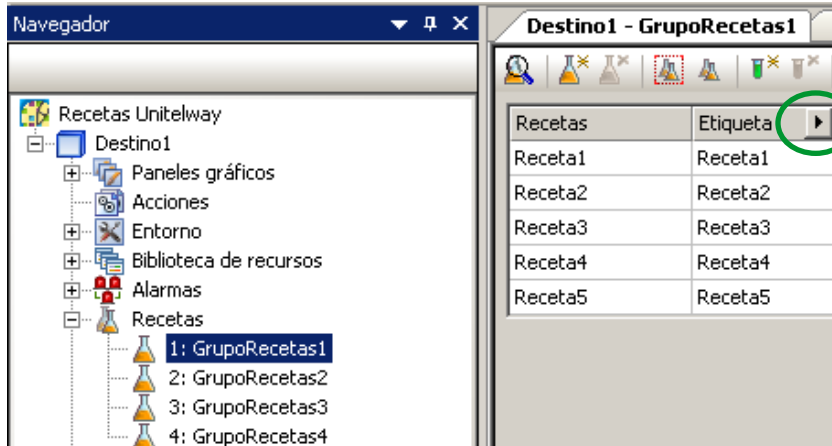 Navegador
Recetas Unitelway
Destino1
Paneles gráficos
Acciones
Entorno
Biblioteca de recursos
Alarmas
Recetas
1: GrupoRecetas1
2: GrupoRecetas2
3: GrupoRecetas3
4: GrupoRecetas4
Destino1 - GrupoRecetas1
Recetas Etiqueta
Receta1 Receta1
Receta2 Receta2
Receta3 Receta3
Receta4 Receta4
Receta5 Receta5